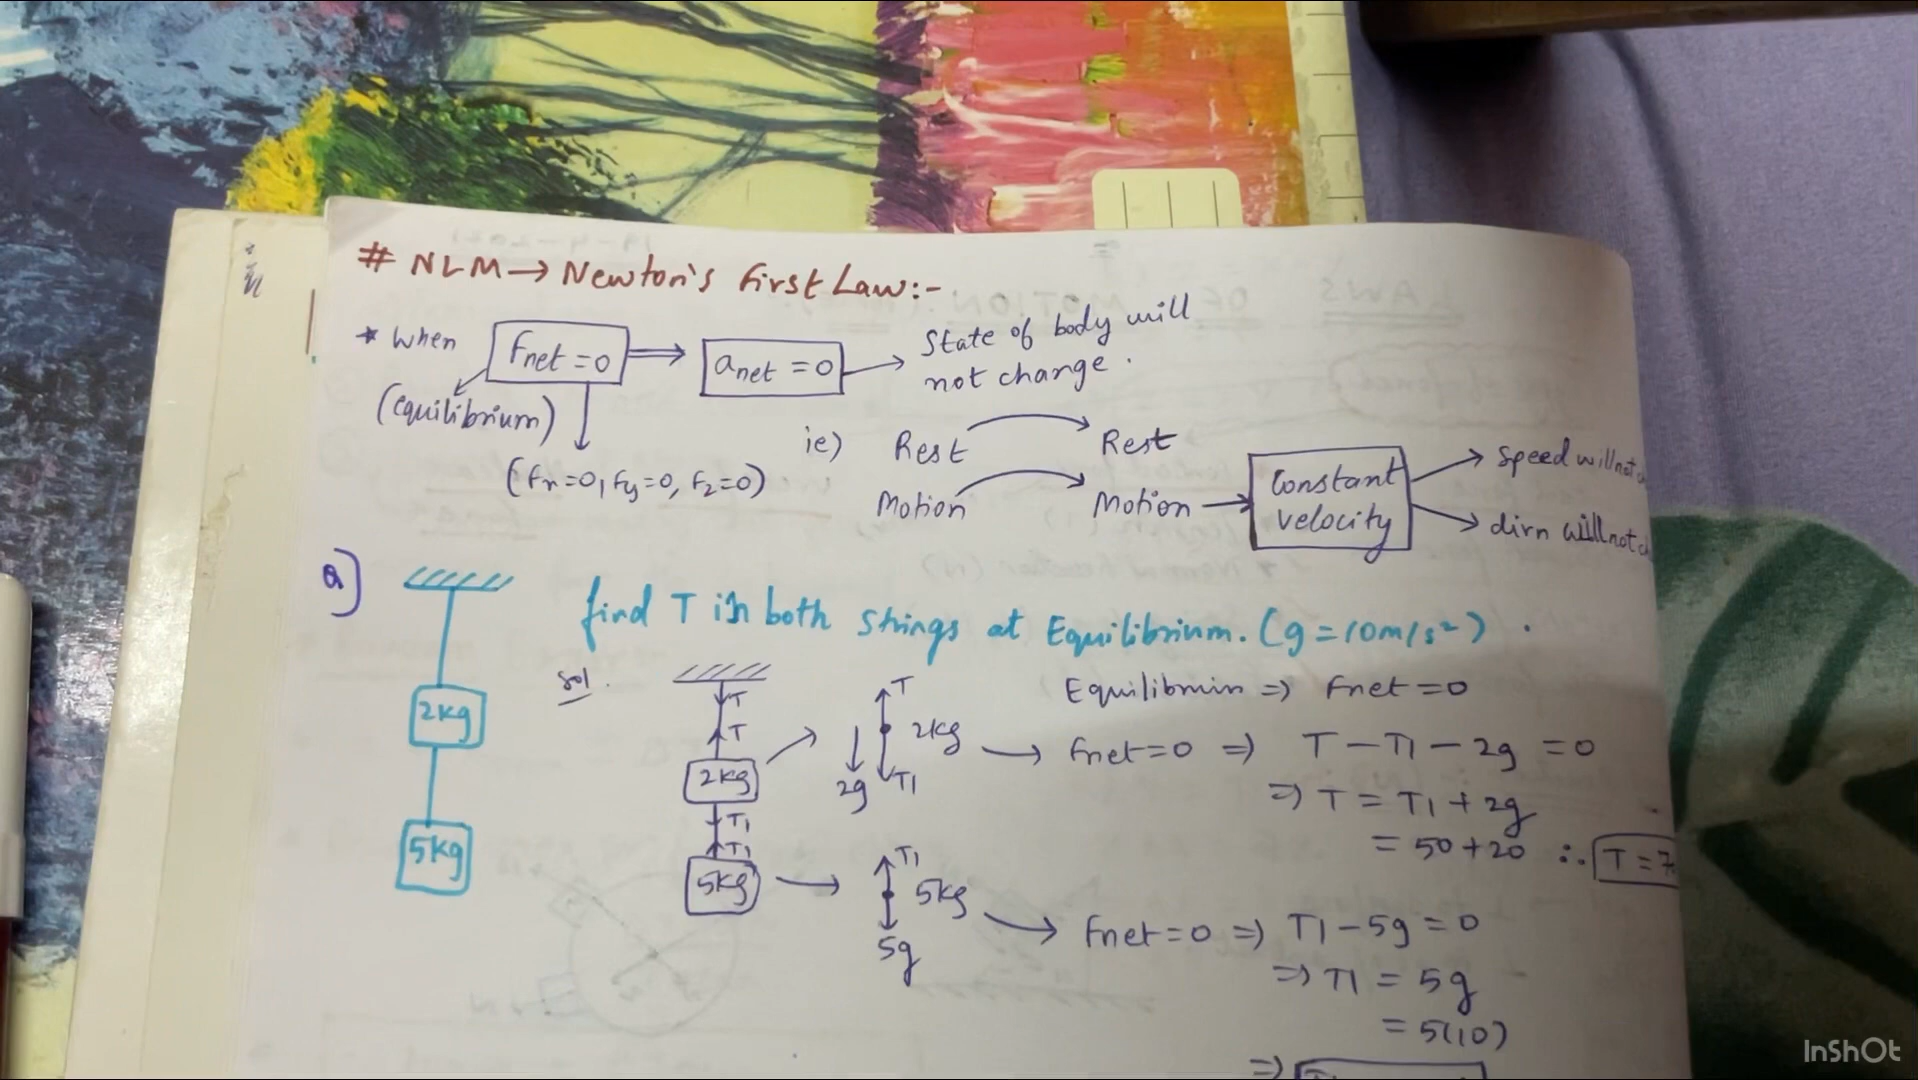 # NLM → Newton's First Law:-
* When Fnet = 0 ⇒ anet = 0 → State of body will not change.
(equilibrium)
(Fx=0, Fy=0, Fz=0)
ie) Rest Rest
Motion Motion → Constant velocity
→ Speed will not
→ dirn will not
Q]
2kg
5kg
find T in both strings at Equilibrium. (g = 10m/s²).
Sol.
T
T
2kg
T1
T1
5kg
T
2kg
2g
T1
T1
5kg
5g
Equilibrium ⇒ Fnet = 0
Fnet = 0 ⇒ T - T1 - 2g = 0
⇒ T = T1 + 2g
= 50 + 20 ∴ T = 7
Fnet = 0 ⇒ T1 - 5g = 0
⇒ T1 = 5g
= 5(10)
⇒
InShOt